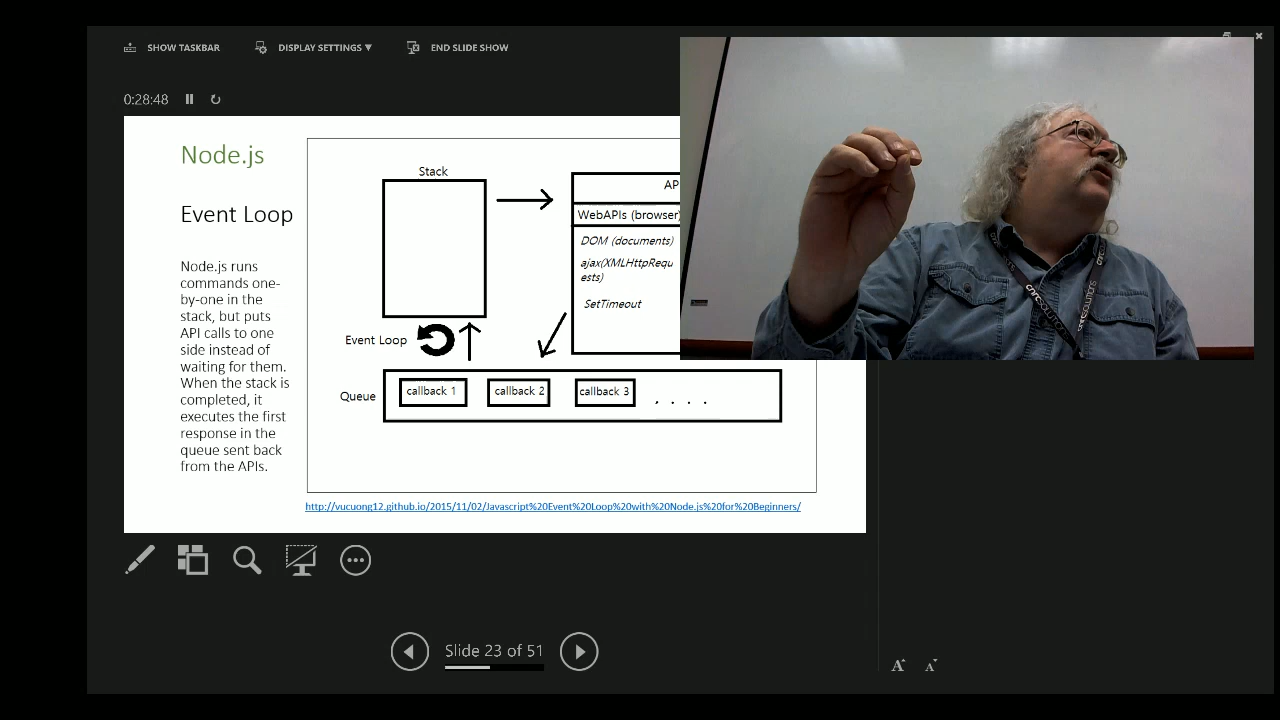 SHOW TASKBAR
DISPLAY SETTINGS ▼
END SLIDE SHOW
0:28:48
Node.js
Event Loop
Node.js runs
commands one-
by-one in the
stack, but puts
API calls to one
side instead of
waiting for them.
When the stack is
completed, it
executes the first
response in the
queue sent back
from the APIs.
Stack
AP
WebAPIs (browser)
DOM (documents)
ajax(XMLHttpRequ
ests)
SetTimeout
Event Loop
Queue
callback 1
callback 2
callback 3
, . . .
http://vucuong12.github.io/2015/11/02/Javascript%20Event%20Loop%20with%20Node.js%20for%20Beginners/
Slide 23 of 51
A A